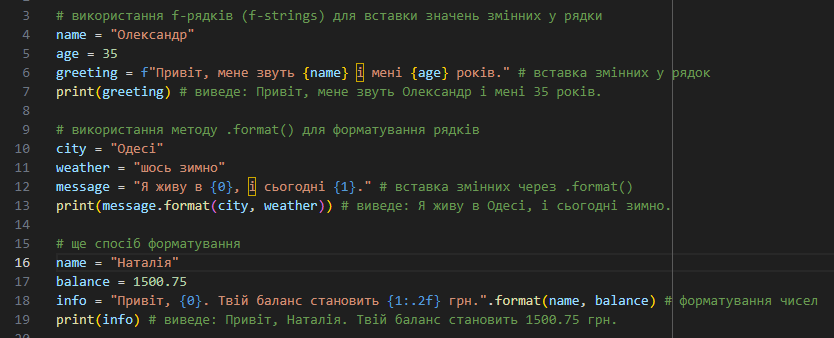 3 # використання f-рядків (f-strings) для вставки значень змінних у рядки
4 name = "Олександр"
5 age = 35
6 greeting = f"Привіт, мене звуть {name} і мені {age} років." # вставка змінних у рядок
7 print(greeting) # виведе: Привіт, мене звуть Олександр і мені 35 років.
8
9 # використання методу .format() для форматування рядків
10 city = "Одесі"
11 weather = "шось зимно"
12 message = "Я живу в {0}, і сьогодні {1}." # вставка змінних через .format()
13 print(message.format(city, weather)) # виведе: Я живу в Одесі, і сьогодні зимно.
14
15 # ще спосіб форматування
16 name = "Наталія"
17 balance = 1500.75
18 info = "Привіт, {0}. Твій баланс становить {1:.2f} грн.".format(name, balance) # форматування чисел
19 print(info) # виведе: Привіт, Наталія. Твій баланс становить 1500.75 грн.